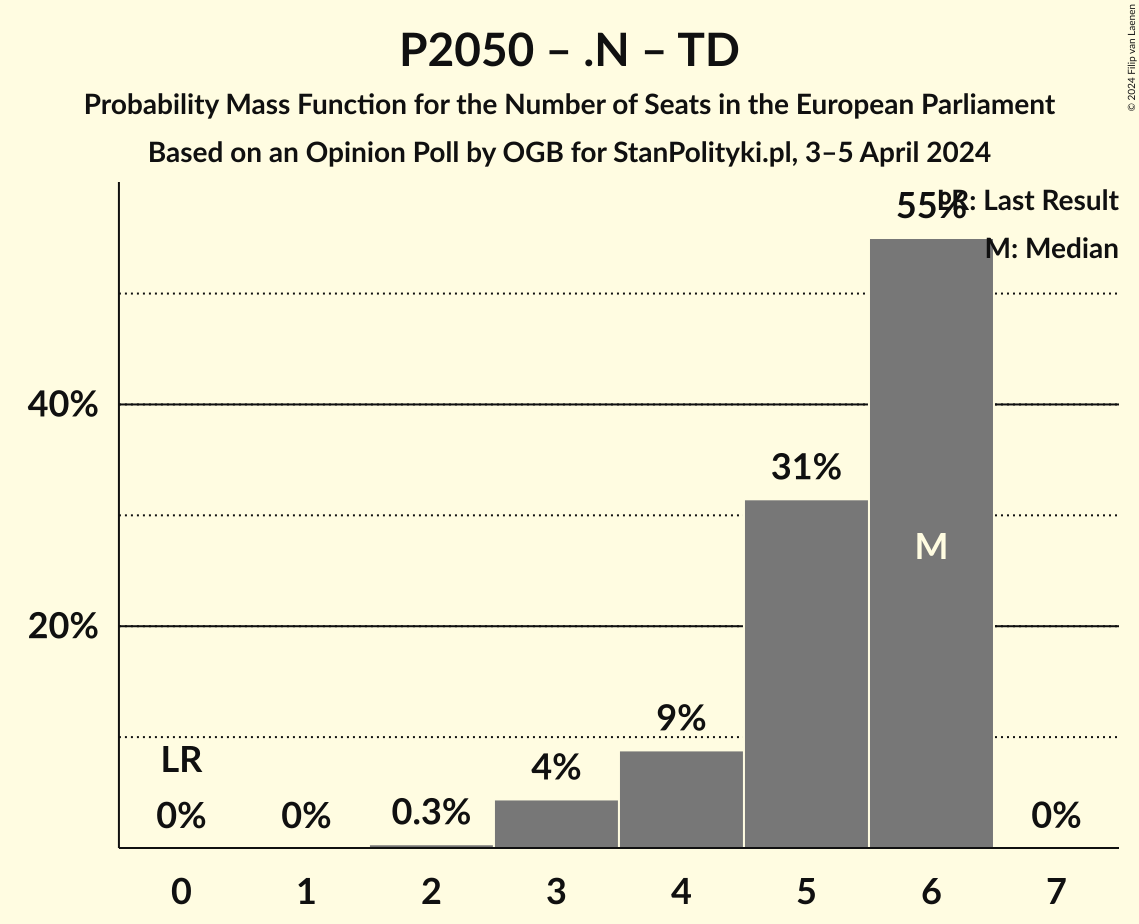 P2050 – .N – TD
Probability Mass Function for the Number of Seats in the European Parliament
Based on an Opinion Poll by OGB for StanPolityki.pl, 3–5 April 2024
© 2024 Filip van Laenen
LR: Last Result
M: Median
55%
40%
31%
M
20%
9%
4%
LR
0%
0%
0.3%
0%
0 1 2 3 4 5 6 7